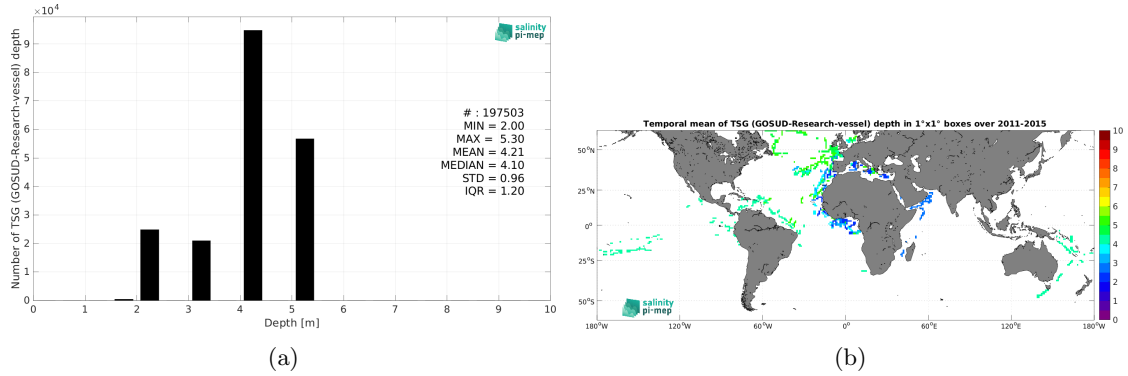 ×10⁴
salinity
pi-mep
Number of TSG (GOSUD-Research-vessel) depth
9
8
7
6
5
4
3
2
1
0
# : 197503
MIN = 2.00
MAX = 5.30
MEAN = 4.21
MEDIAN = 4.10
STD = 0.96
IQR = 1.20
0 1 2 3 4 5 6 7 8 9 10
Depth [m]
(a)
Temporal mean of TSG (GOSUD-Research-vessel) depth in 1°x1° boxes over 2011-2015
50°N
25°N
0°
25°S
50°S
salinity
pi-mep
180°W 120°W 60°W 0° 60°E 120°E 180°E
10
9
8
7
6
5
4
3
2
1
0
(b)